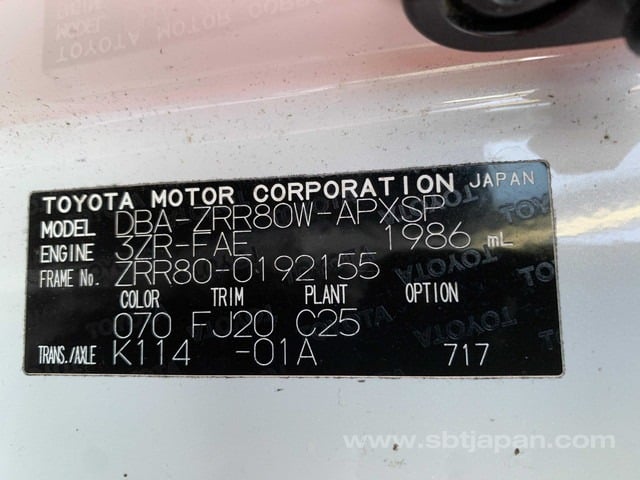 TOYOTA MOTOR CORPORATION JAPAN
MODEL DBA-ZRR80W-APXSP
ENGINE 3ZR-FAE 1986 mL
FRAME No. ZRR80-0192155
COLOR TRIM PLANT OPTION
070 FJ20 C25
TRANS./AXLE K114 -01A 717
www.sbtjapan.com